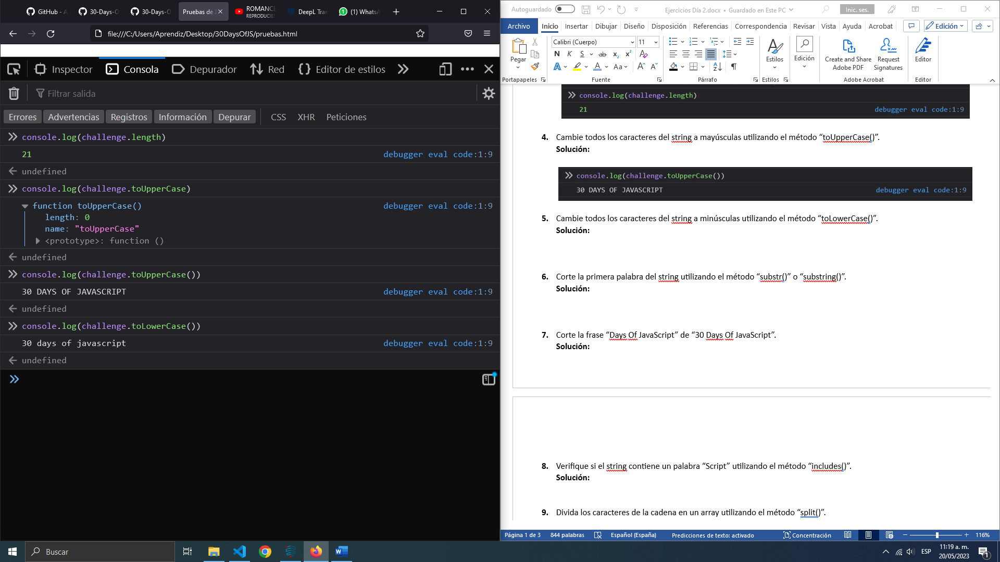 GitHub - A
30-Days-O
30-Days-O
Pruebas de J
ROMANCE
REPRODUCIEN
DeepL Tran
(1) WhatsA
file:///C:/Users/Aprendiz/Desktop/30DaysOfJS/pruebas.html
Inspector
Consola
Depurador
Red
Editor de estilos
Filtrar salida
Errores
Advertencias
Registros
Información
Depurar
CSS
XHR
Peticiones
console.log(challenge.length)
21 debugger eval code:1:9
undefined
console.log(challenge.toUpperCase)
function toUpperCase() debugger eval code:1:9
length: 0
name: "toUpperCase"
<prototype>: function ()
undefined
console.log(challenge.toUpperCase())
30 DAYS OF JAVASCRIPT debugger eval code:1:9
undefined
console.log(challenge.toLowerCase())
30 days of javascript debugger eval code:1:9
undefined
Autoguardado
Ejercicios Día 2.docx • Guardado en Este PC
Inic. ses.
Archivo
Inicio
Insertar
Dibujar
Diseño
Disposición
Referencias
Correspondencia
Revisar
Vista
Ayuda
Acrobat
Edición
Pegar
Calibri (Cuerpo)
11
N K S ab x₂ x²
A A Aa A A
Estilos
Edición
Create and Share
Adobe PDF
Request
Signatures
Editor
Portapapeles
Fuente
Párrafo
Estilos
Adobe Acrobat
Editor
console.log(challenge.length)
21 debugger eval code:1:9
4. Cambie todos los caracteres del string a mayúsculas utilizando el método “toUpperCase()”.
Solución:
console.log(challenge.toUpperCase())
30 DAYS OF JAVASCRIPT debugger eval code:1:9
5. Cambie todos los caracteres del string a minúsculas utilizando el método “toLowerCase()”.
Solución:
6. Corte la primera palabra del string utilizando el método “substr()” o “substring()”.
Solución:
7. Corte la frase “Days Of JavaScript” de “30 Days Of JavaScript”.
Solución:
8. Verifique si el string contiene un palabra “Script” utilizando el método “includes()”.
Solución:
9. Divida los caracteres de la cadena en un array utilizando el método “split()”.
Página 1 de 3
844 palabras
Español (España)
Predicciones de texto: activado
Concentración
116%
Buscar
ESP
11:19 a. m.
20/05/2023
1